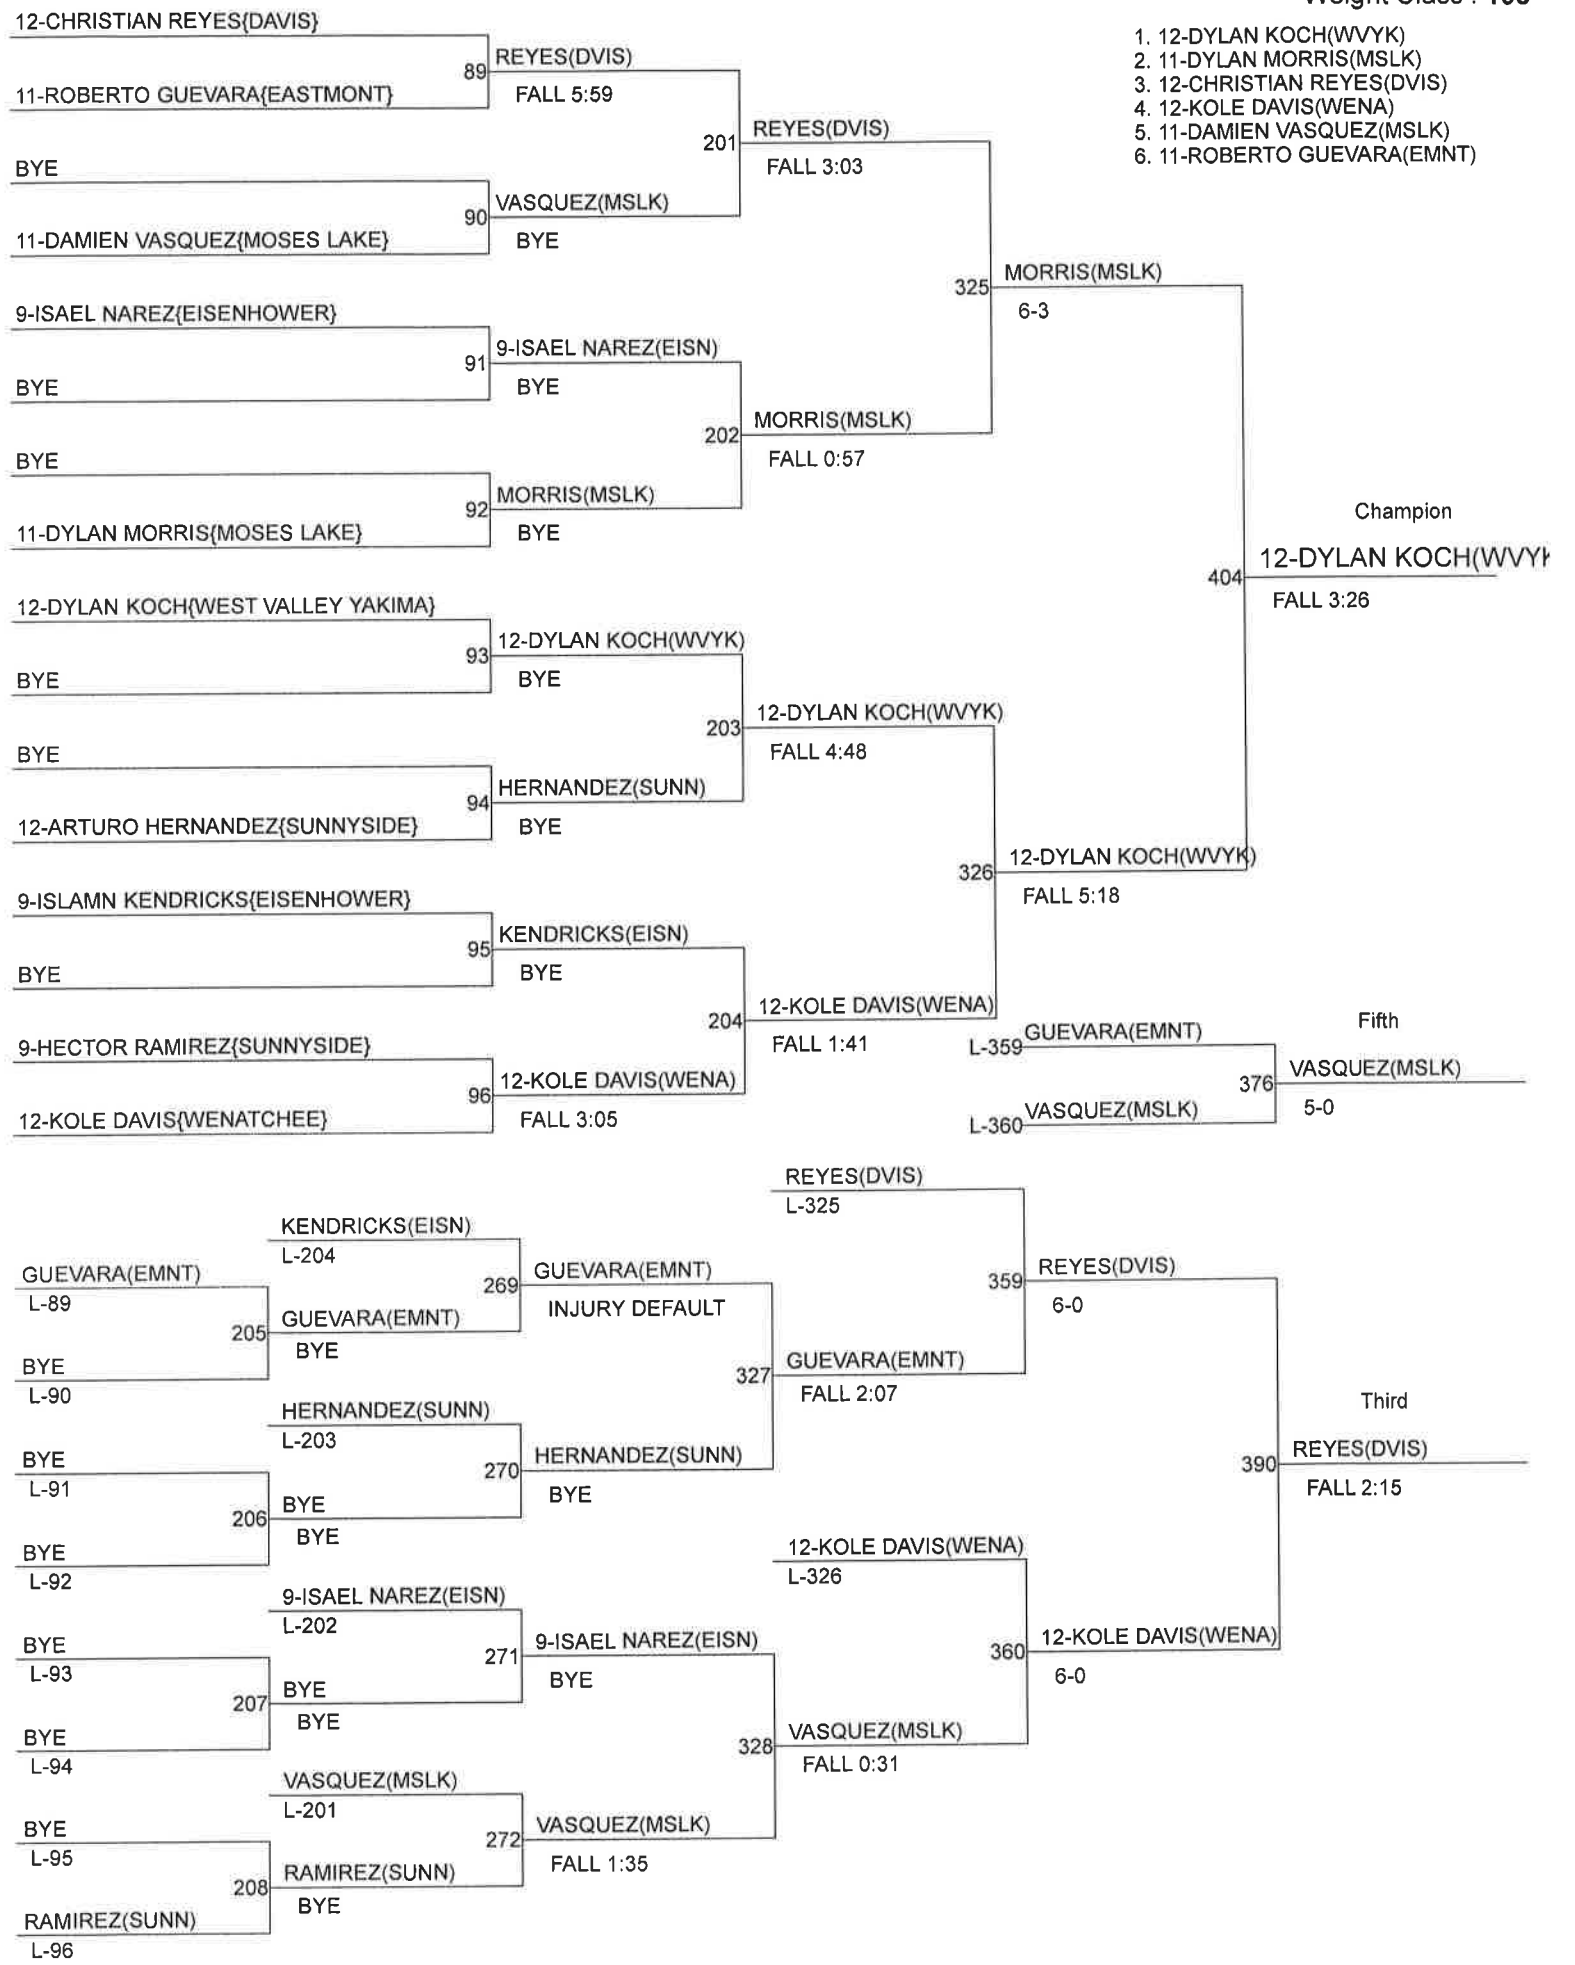 12-CHRISTIAN REYES{DAVIS}
89
REYES(DVIS)
FALL 5:59
11-ROBERTO GUEVARA{EASTMONT}
201
REYES(DVIS)
FALL 3:03
BYE
90
VASQUEZ(MSLK)
BYE
11-DAMIEN VASQUEZ{MOSES LAKE}
325
MORRIS(MSLK)
6-3
9-ISAEL NAREZ{EISENHOWER}
91
9-ISAEL NAREZ(EISN)
BYE
BYE
202
MORRIS(MSLK)
FALL 0:57
BYE
92
MORRIS(MSLK)
BYE
11-DYLAN MORRIS{MOSES LAKE}
Weight Class :
1. 12-DYLAN KOCH(WVYK)
2. 11-DYLAN MORRIS(MSLK)
3. 12-CHRISTIAN REYES(DVIS)
4. 12-KOLE DAVIS(WENA)
5. 11-DAMIEN VASQUEZ(MSLK)
6. 11-ROBERTO GUEVARA(EMNT)
Champion
404
12-DYLAN KOCH(WVYK
FALL 3:26
12-DYLAN KOCH{WEST VALLEY YAKIMA}
93
12-DYLAN KOCH(WVYK)
BYE
BYE
203
12-DYLAN KOCH(WVYK)
FALL 4:48
BYE
94
HERNANDEZ(SUNN)
BYE
12-ARTURO HERNANDEZ{SUNNYSIDE}
326
12-DYLAN KOCH(WVYK)
FALL 5:18
9-ISLAMN KENDRICKS{EISENHOWER}
95
KENDRICKS(EISN)
BYE
BYE
204
12-KOLE DAVIS(WENA)
FALL 1:41
9-HECTOR RAMIREZ{SUNNYSIDE}
96
12-KOLE DAVIS(WENA)
FALL 3:05
12-KOLE DAVIS{WENATCHEE}
Fifth
L-359
GUEVARA(EMNT)
376
VASQUEZ(MSLK)
5-0
L-360
VASQUEZ(MSLK)
REYES(DVIS)
L-325
KENDRICKS(EISN)
L-204
GUEVARA(EMNT)
L-89
269
GUEVARA(EMNT)
INJURY DEFAULT
359
REYES(DVIS)
6-0
205
GUEVARA(EMNT)
BYE
BYE
L-90
327
GUEVARA(EMNT)
FALL 2:07
HERNANDEZ(SUNN)
L-203
BYE
L-91
270
HERNANDEZ(SUNN)
BYE
206
BYE
BYE
BYE
L-92
Third
390
REYES(DVIS)
FALL 2:15
12-KOLE DAVIS(WENA)
L-326
9-ISAEL NAREZ(EISN)
L-202
BYE
L-93
271
9-ISAEL NAREZ(EISN)
BYE
360
12-KOLE DAVIS(WENA)
6-0
207
BYE
BYE
BYE
L-94
328
VASQUEZ(MSLK)
FALL 0:31
VASQUEZ(MSLK)
L-201
BYE
L-95
272
VASQUEZ(MSLK)
FALL 1:35
208
RAMIREZ(SUNN)
BYE
RAMIREZ(SUNN)
L-96